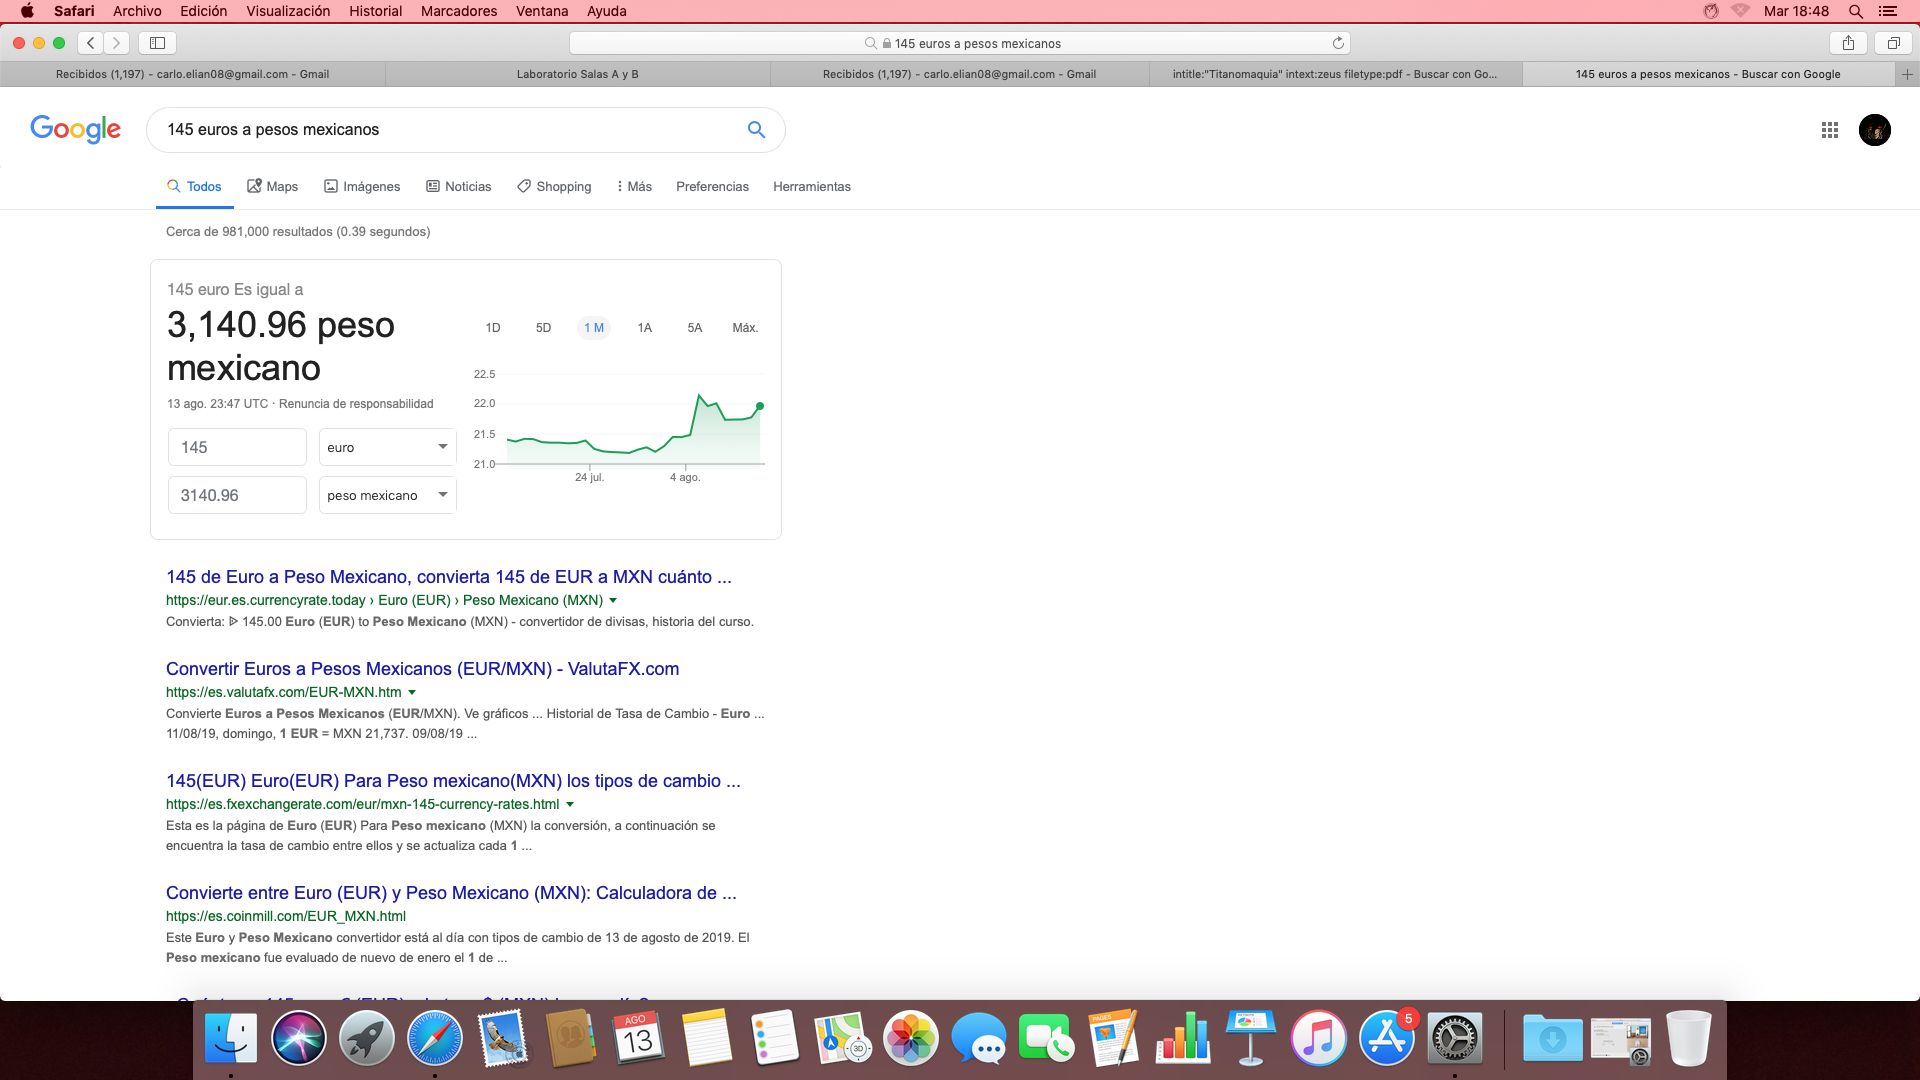 Safari Archivo Edición Visualización Historial Marcadores Ventana Ayuda Mar 18:48
145 euros a pesos mexicanos
Recibidos (1,197) - carlo.elian08@gmail.com - Gmail
Laboratorio Salas A y B
Recibidos (1,197) - carlo.elian08@gmail.com - Gmail
intitle:"Titanomaquia" intext:zeus filetype:pdf - Buscar con Go...
145 euros a pesos mexicanos - Buscar con Google
Google
145 euros a pesos mexicanos
Todos Maps Imágenes Noticias Shopping Más Preferencias Herramientas
Cerca de 981,000 resultados (0.39 segundos)
145 euro Es igual a
3,140.96 peso
mexicano
13 ago. 23:47 UTC · Renuncia de responsabilidad
145 euro
3140.96 peso mexicano
1D 5D 1 M 1A 5A Máx.
22.5
22.0
21.5
21.0
24 jul. 4 ago.
145 de Euro a Peso Mexicano, convierta 145 de EUR a MXN cuánto ...
https://eur.es.currencyrate.today › Euro (EUR) › Peso Mexicano (MXN)
Convierta: ᐉ 145.00 Euro (EUR) to Peso Mexicano (MXN) - convertidor de divisas, historia del curso.
Convertir Euros a Pesos Mexicanos (EUR/MXN) - ValutaFX.com
https://es.valutafx.com/EUR-MXN.htm
Convierte Euros a Pesos Mexicanos (EUR/MXN). Ve gráficos ... Historial de Tasa de Cambio - Euro ...
11/08/19, domingo, 1 EUR = MXN 21,737. 09/08/19 ...
145(EUR) Euro(EUR) Para Peso mexicano(MXN) los tipos de cambio ...
https://es.fxexchangerate.com/eur/mxn-145-currency-rates.html
Esta es la página de Euro (EUR) Para Peso mexicano (MXN) la conversión, a continuación se
encuentra la tasa de cambio entre ellos y se actualiza cada 1 ...
Convierte entre Euro (EUR) y Peso Mexicano (MXN): Calculadora de ...
https://es.coinmill.com/EUR_MXN.html
Este Euro y Peso Mexicano convertidor está al día con tipos de cambio de 13 de agosto de 2019. El
Peso mexicano fue evaluado de nuevo de enero el 1 de ...
AGO
13
3D
PAGES
KEYNOTE
5